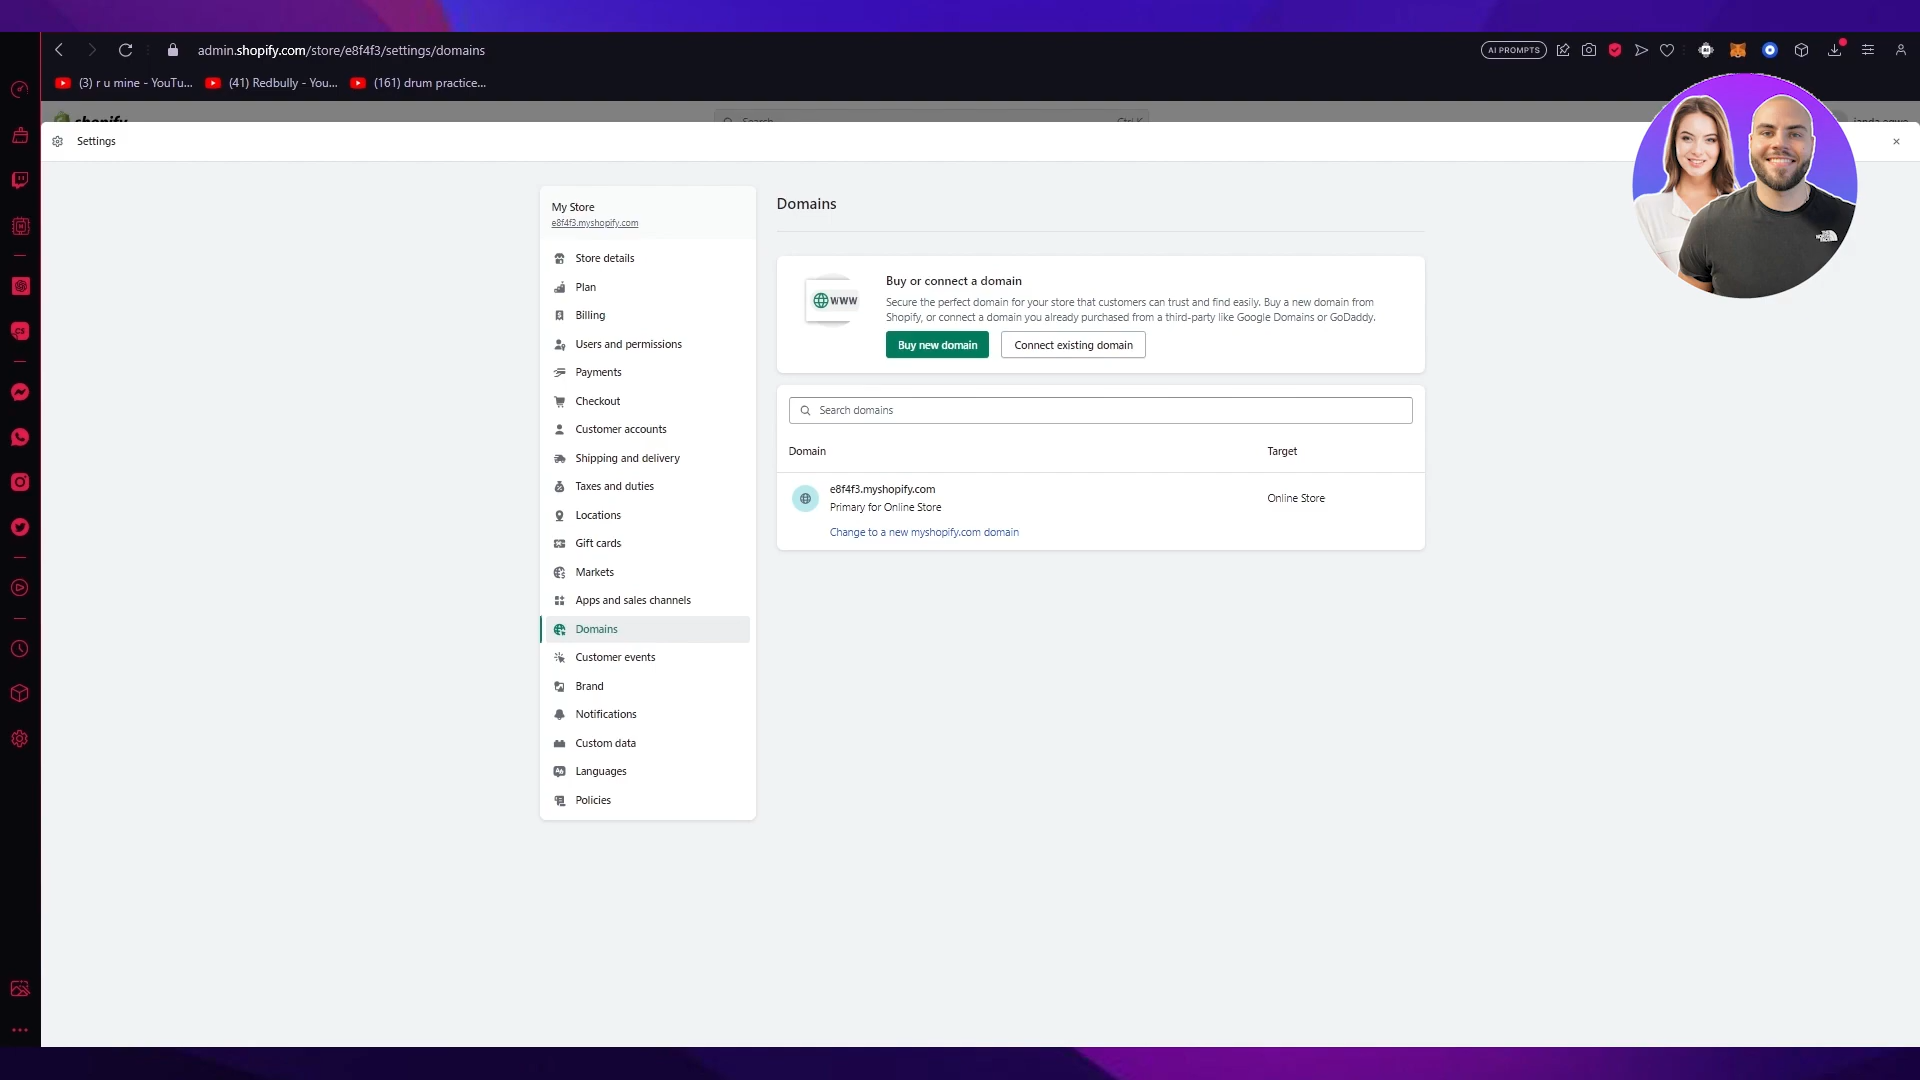 admin.shopify.com/store/e8f4f3/settings/domains
AI PROMPTS
(3) r u mine - YouTu...
(41) Redbully - You...
(161) drum practice...
shopify
Search
Ctrl K
Settings
My Store
e8f4f3.myshopify.com
Store details
Plan
Billing
Users and permissions
Payments
Checkout
Customer accounts
Shipping and delivery
Taxes and duties
Locations
Gift cards
Markets
Apps and sales channels
Domains
Customer events
Brand
Notifications
Custom data
Languages
Policies
Domains
WWW
Buy or connect a domain
Secure the perfect domain for your store that customers can trust and find easily. Buy a new domain from
Shopify, or connect a domain you already purchased from a third-party like Google Domains or GoDaddy.
Buy new domain
Connect existing domain
Search domains
Domain
Target
e8f4f3.myshopify.com
Primary for Online Store
Online Store
Change to a new myshopify.com domain